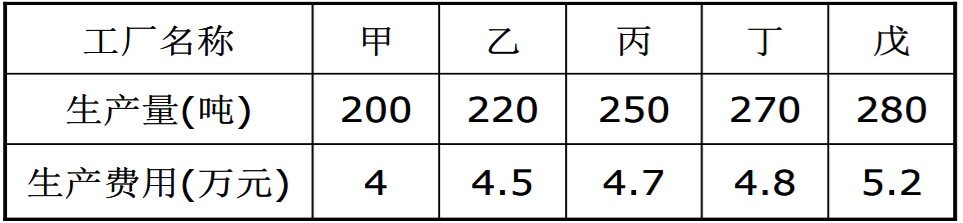 工厂名称 甲 乙 丙 丁 戊
生产量(吨) 200 220 250 270 280
生产费用(万元) 4 4.5 4.7 4.8 5.2